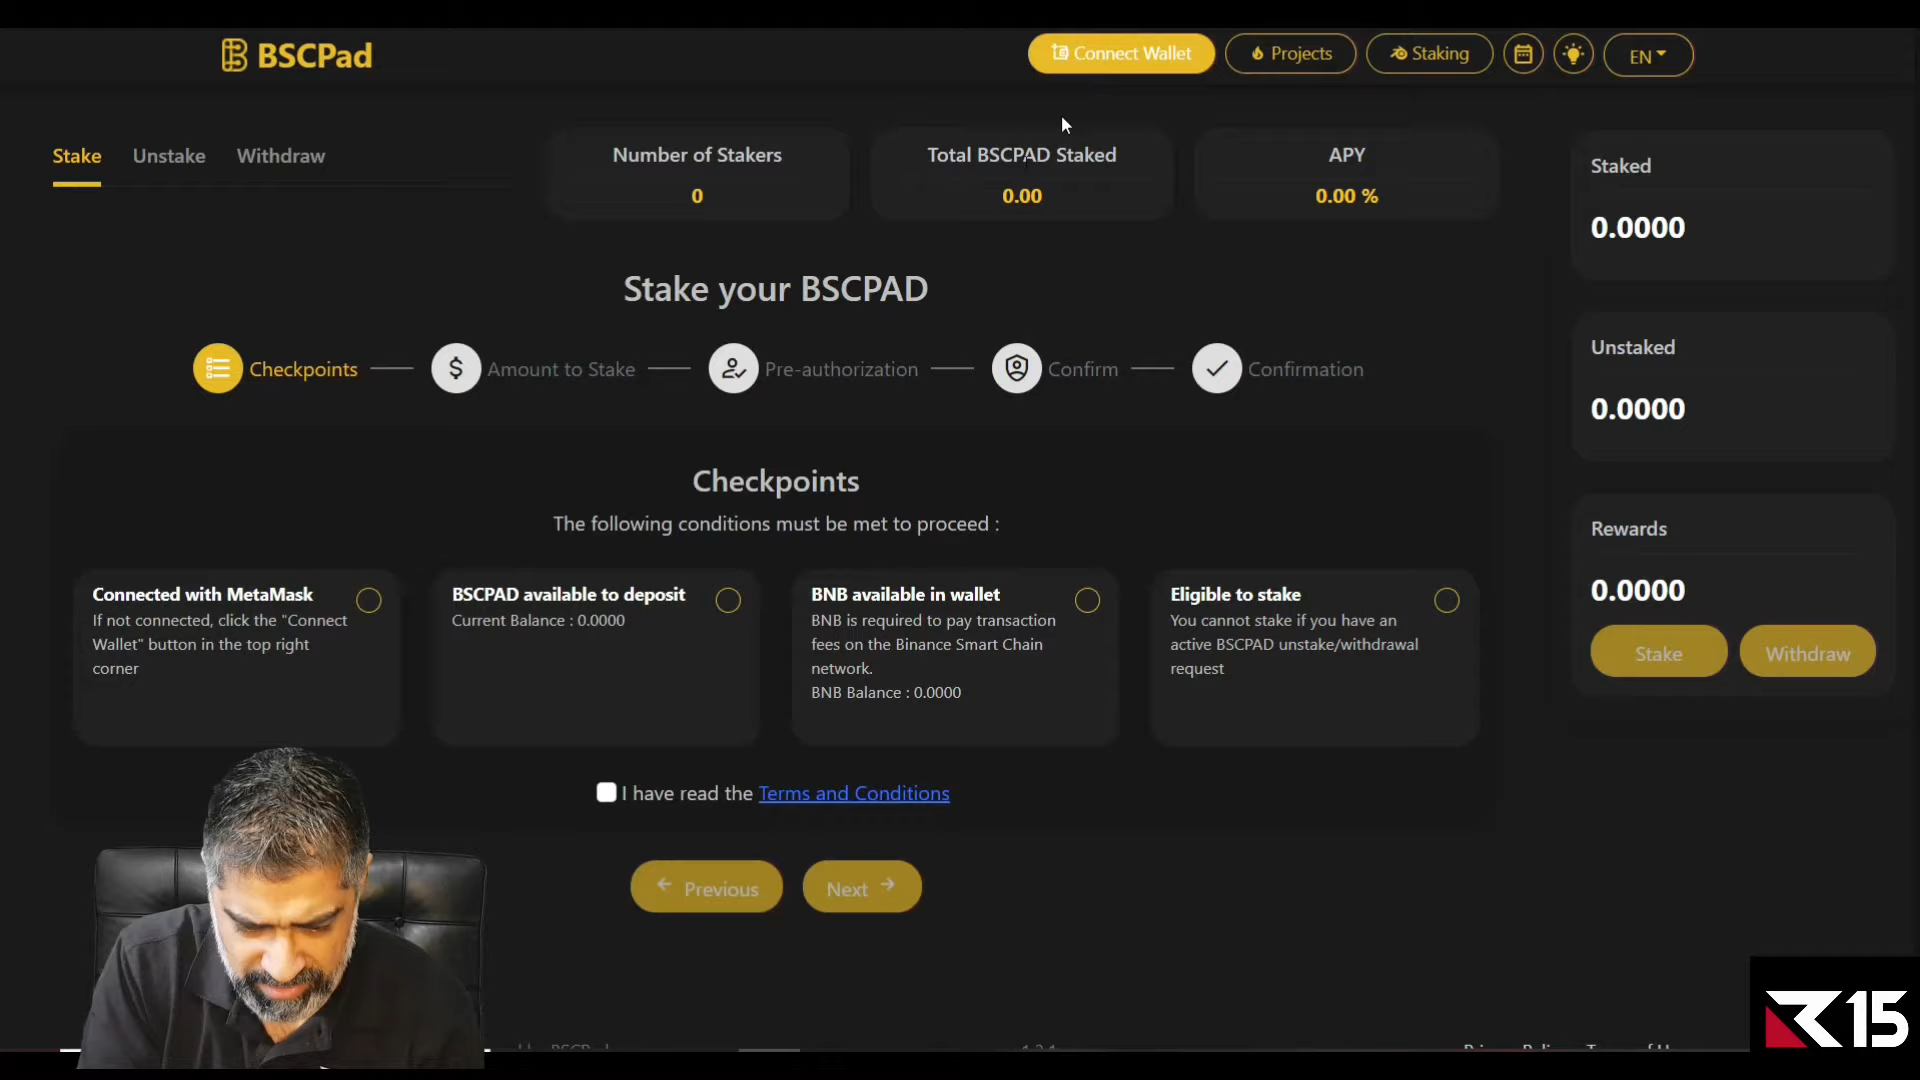 BSCPad
Connect Wallet
Projects
Staking
EN
Stake
Unstake
Withdraw
Number of Stakers
0
Total BSCPAD Staked
0.00
APY
0.00 %
Staked
0.0000
Stake your BSCPAD
Checkpoints
Amount to Stake
Pre-authorization
Confirm
Confirmation
Unstaked
0.0000
Checkpoints
The following conditions must be met to proceed :
Connected with MetaMask
If not connected, click the "Connect
Wallet" button in the top right
corner
BSCPAD available to deposit
Current Balance : 0.0000
BNB available in wallet
BNB is required to pay transaction
fees on the Binance Smart Chain
network.
BNB Balance : 0.0000
Eligible to stake
You cannot stake if you have an
active BSCPAD unstake/withdrawal
request
Rewards
0.0000
Stake
Withdraw
I have read the Terms and Conditions
Previous
Next
R15